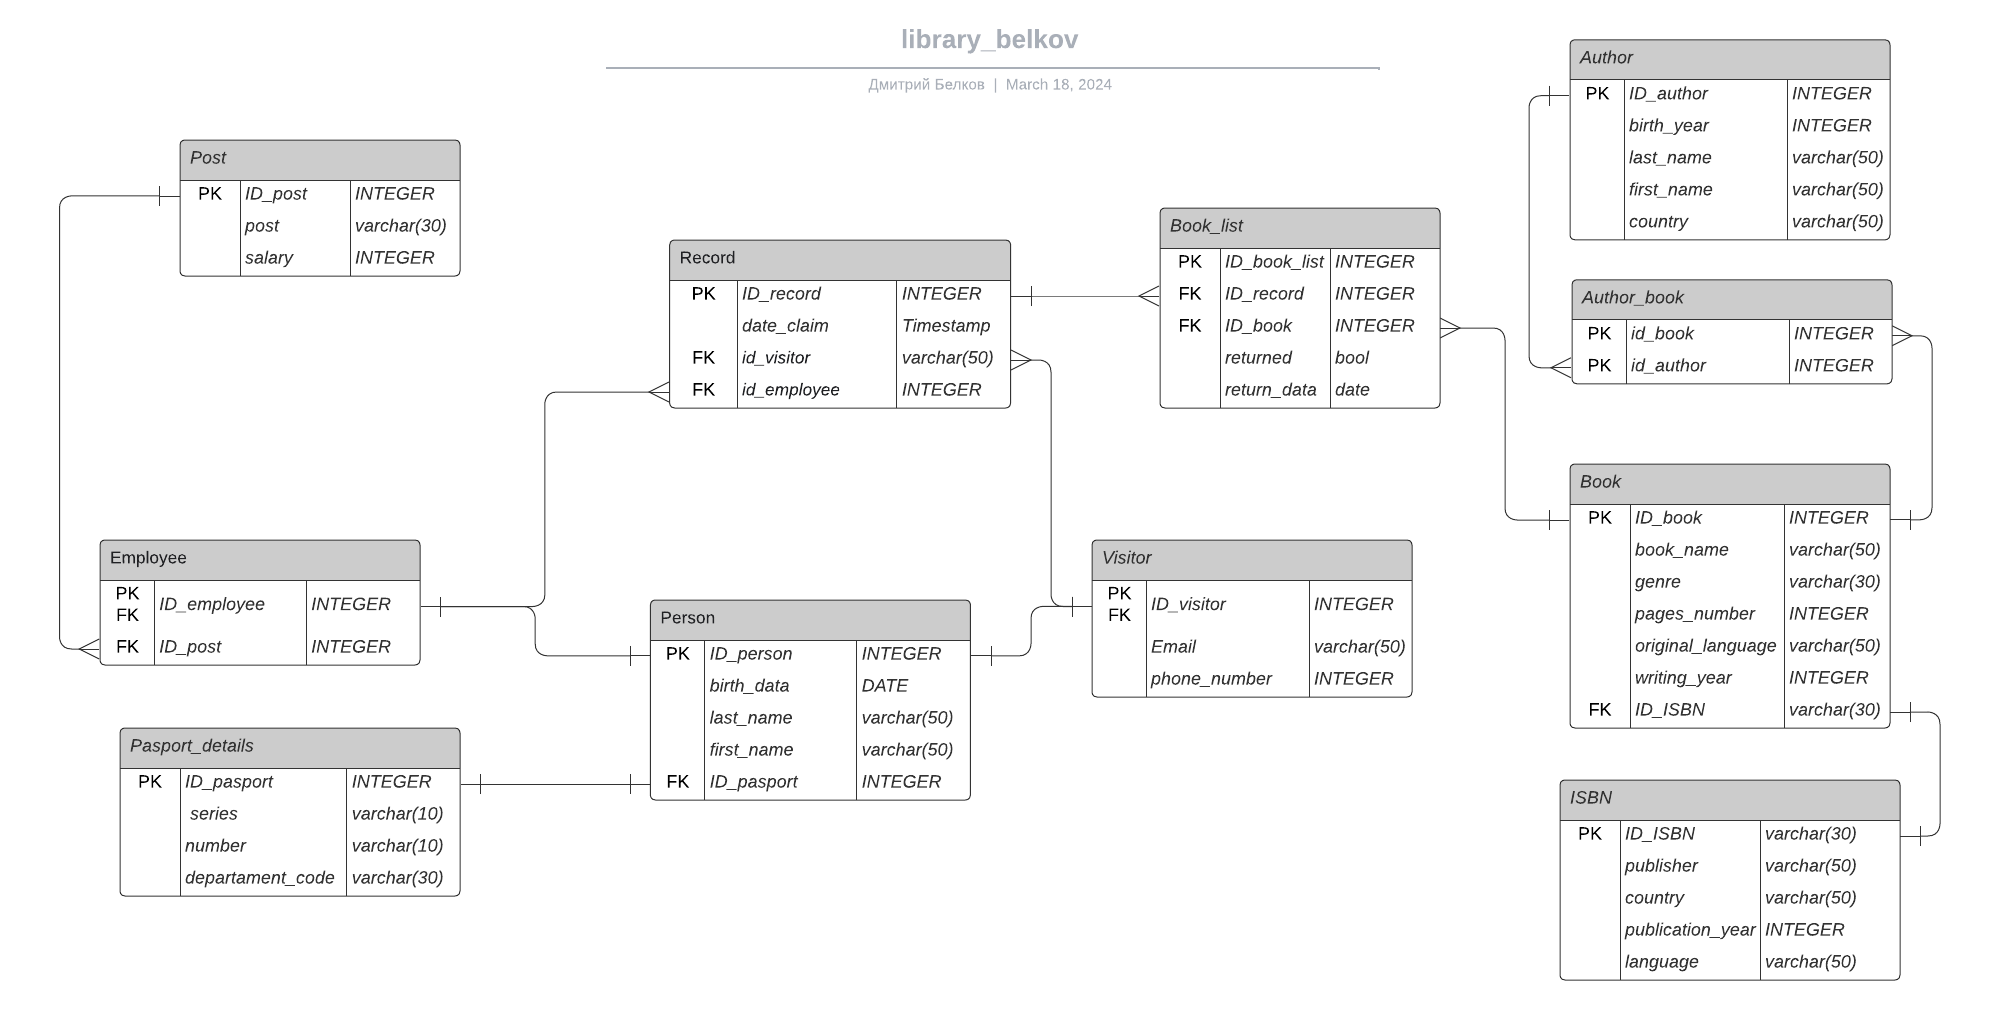 library_belkov
Дмитрий Белков | March 18, 2024
Post
PK ID_post INTEGER
post varchar(30)
salary INTEGER
Employee
PK FK ID_employee INTEGER
FK ID_post INTEGER
Pasport_details
PK ID_pasport INTEGER
series varchar(10)
number varchar(10)
departament_code varchar(30)
Record
PK ID_record INTEGER
date_claim Timestamp
FK id_visitor varchar(50)
FK id_employee INTEGER
Person
PK ID_person INTEGER
birth_data DATE
last_name varchar(50)
first_name varchar(50)
FK ID_pasport INTEGER
Book_list
PK ID_book_list INTEGER
FK ID_record INTEGER
FK ID_book INTEGER
returned bool
return_data date
Visitor
PK FK ID_visitor INTEGER
Email varchar(50)
phone_number INTEGER
Author
PK ID_author INTEGER
birth_year INTEGER
last_name varchar(50)
first_name varchar(50)
country varchar(50)
Author_book
PK id_book INTEGER
PK id_author INTEGER
Book
PK ID_book INTEGER
book_name varchar(50)
genre varchar(30)
pages_number INTEGER
original_language varchar(50)
writing_year INTEGER
FK ID_ISBN varchar(30)
ISBN
PK ID_ISBN varchar(30)
publisher varchar(50)
country varchar(50)
publication_year INTEGER
language varchar(50)